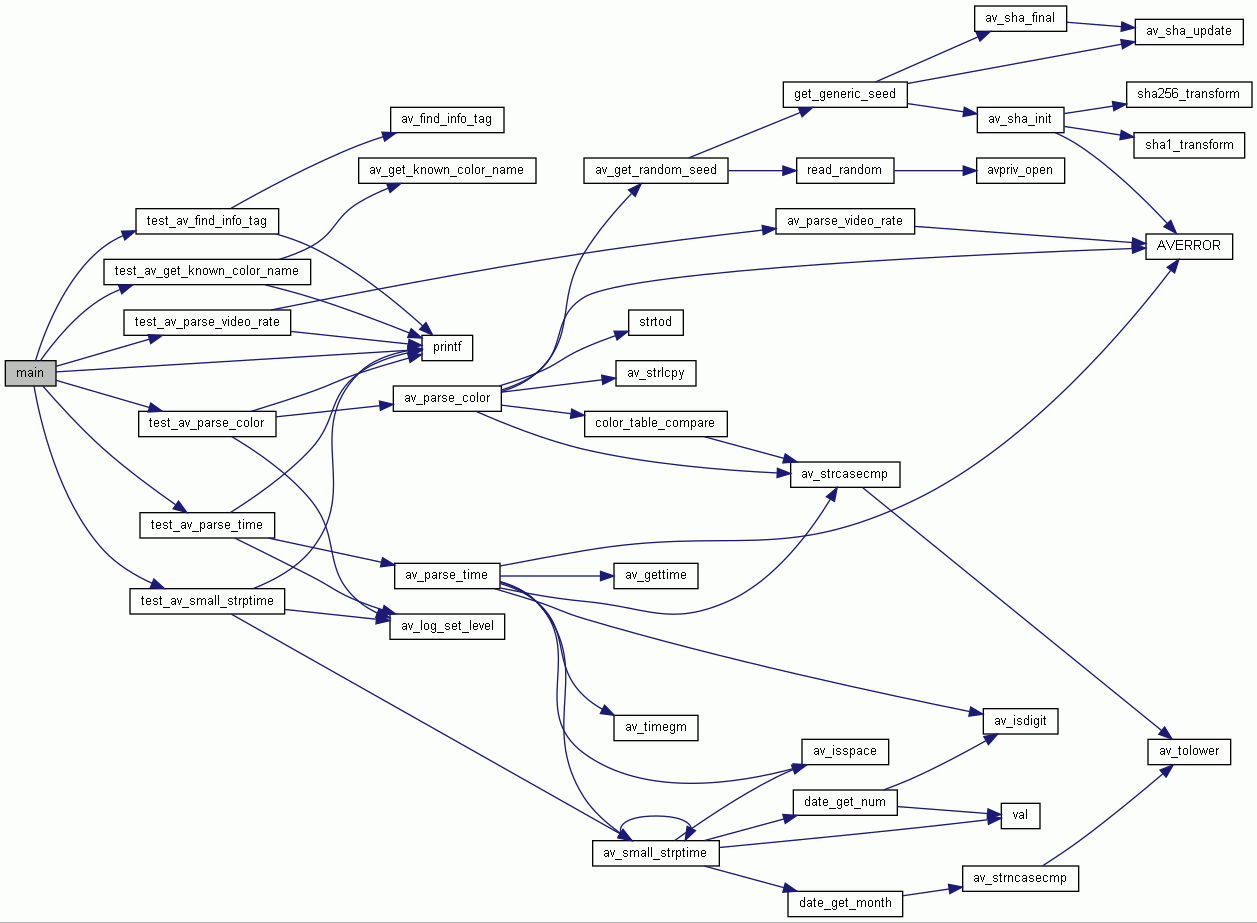 av_sha_final
av_sha_update
get_generic_seed
sha256_transform
av_find_info_tag
av_sha_init
sha1_transform
av_get_known_color_name
av_get_random_seed
read_random
avpriv_open
test_av_find_info_tag
av_parse_video_rate
AVERROR
test_av_get_known_color_name
test_av_parse_video_rate
strtod
printf
main
av_strlcpy
av_parse_color
test_av_parse_color
color_table_compare
av_strcasecmp
test_av_parse_time
av_parse_time
av_gettime
test_av_small_strptime
av_log_set_level
av_timegm
av_isdigit
av_isspace
av_tolower
date_get_num
val
av_small_strptime
av_strncasecmp
date_get_month